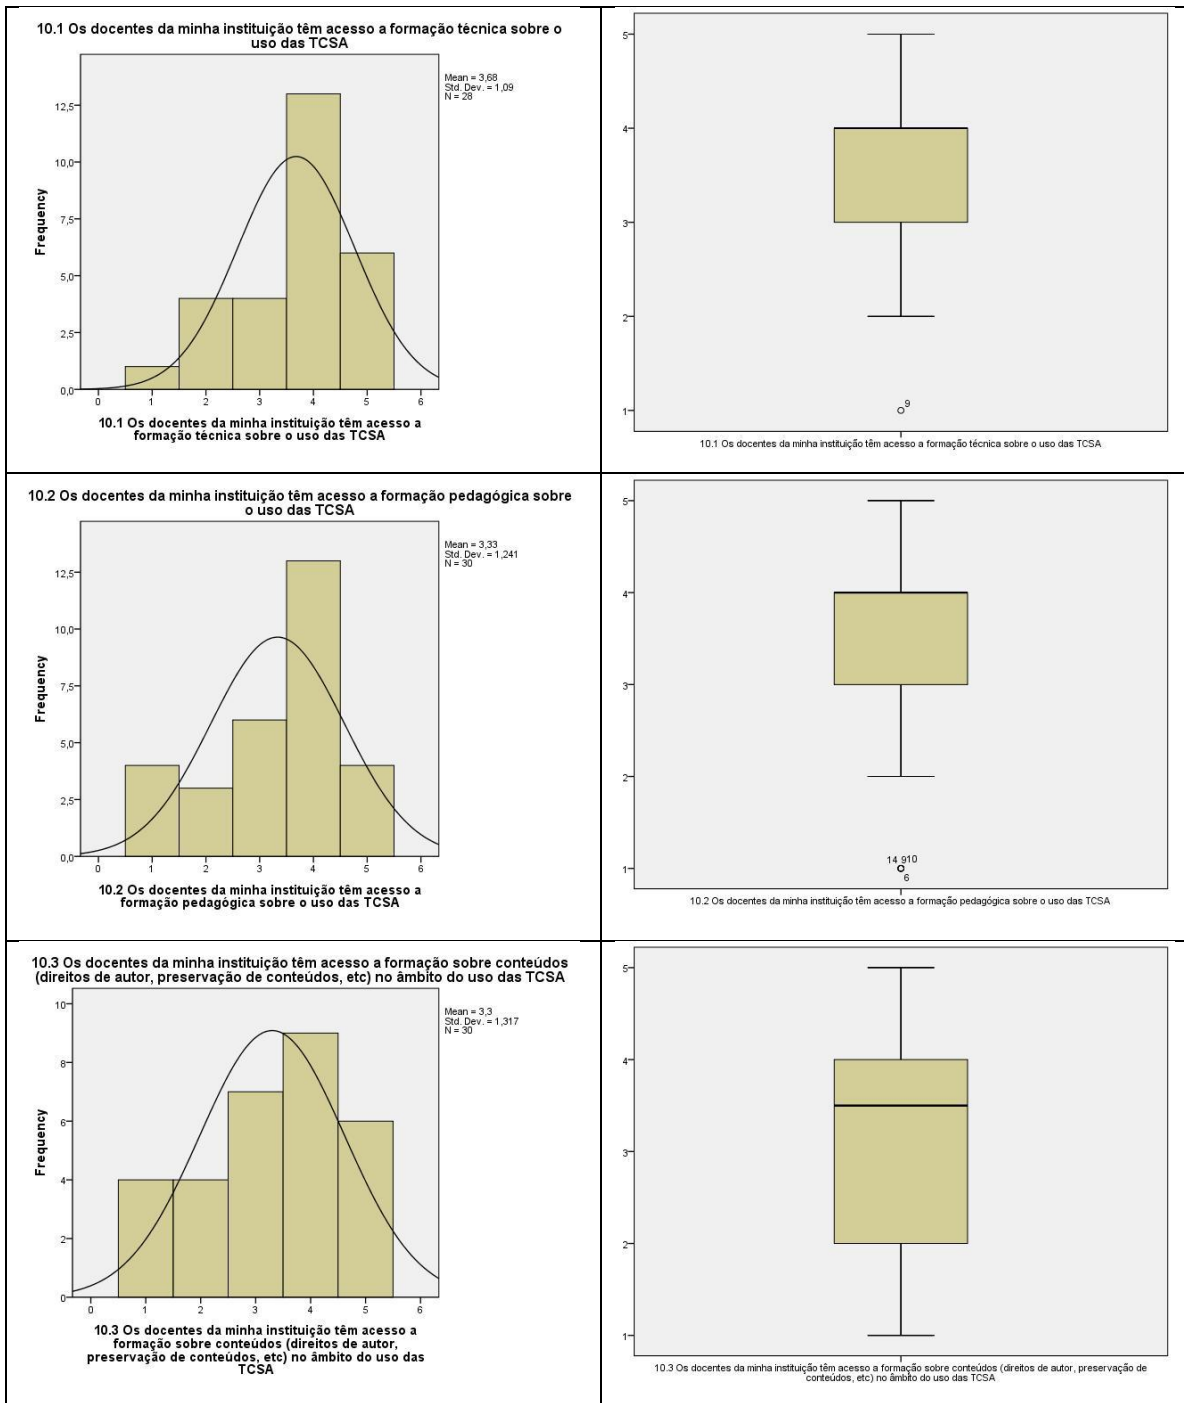 10.1 Os docentes da minha instituição têm acesso a formação técnica sobre o
uso das TCSA
Mean = 3,68
Std. Dev. = 1,09
N = 28
12,5
10,0
7,5
5,0
2,5
0,0
Frequency
0 1 2 3 4 5 6
10.1 Os docentes da minha instituição têm acesso a
formação técnica sobre o uso das TCSA
5
4
3
2
1
9
10.1 Os docentes da minha instituição têm acesso a formação técnica sobre o uso das TCSA
10.2 Os docentes da minha instituição têm acesso a formação pedagógica sobre
o uso das TCSA
Mean = 3,33
Std. Dev. = 1,241
N = 30
12,5
10,0
7,5
5,0
2,5
0,0
Frequency
0 1 2 3 4 5 6
10.2 Os docentes da minha instituição têm acesso a
formação pedagógica sobre o uso das TCSA
5
4
3
2
1
14 910
6
10.2 Os docentes da minha instituição têm acesso a formação pedagógica sobre o uso das TCSA
10.3 Os docentes da minha instituição têm acesso a formação sobre conteúdos
(direitos de autor, preservação de conteúdos, etc) no âmbito do uso das TCSA
Mean = 3,3
Std. Dev. = 1,317
N = 30
10
8
6
4
2
0
Frequency
0 1 2 3 4 5 6
10.3 Os docentes da minha instituição têm acesso a
formação sobre conteúdos (direitos de autor,
preservação de conteúdos, etc) no âmbito do uso das
TCSA
5
4
3
2
1
10.3 Os docentes da minha instituição têm acesso a formação sobre conteúdos (direitos de autor, preservação de
conteúdos, etc) no âmbito do uso das TCSA